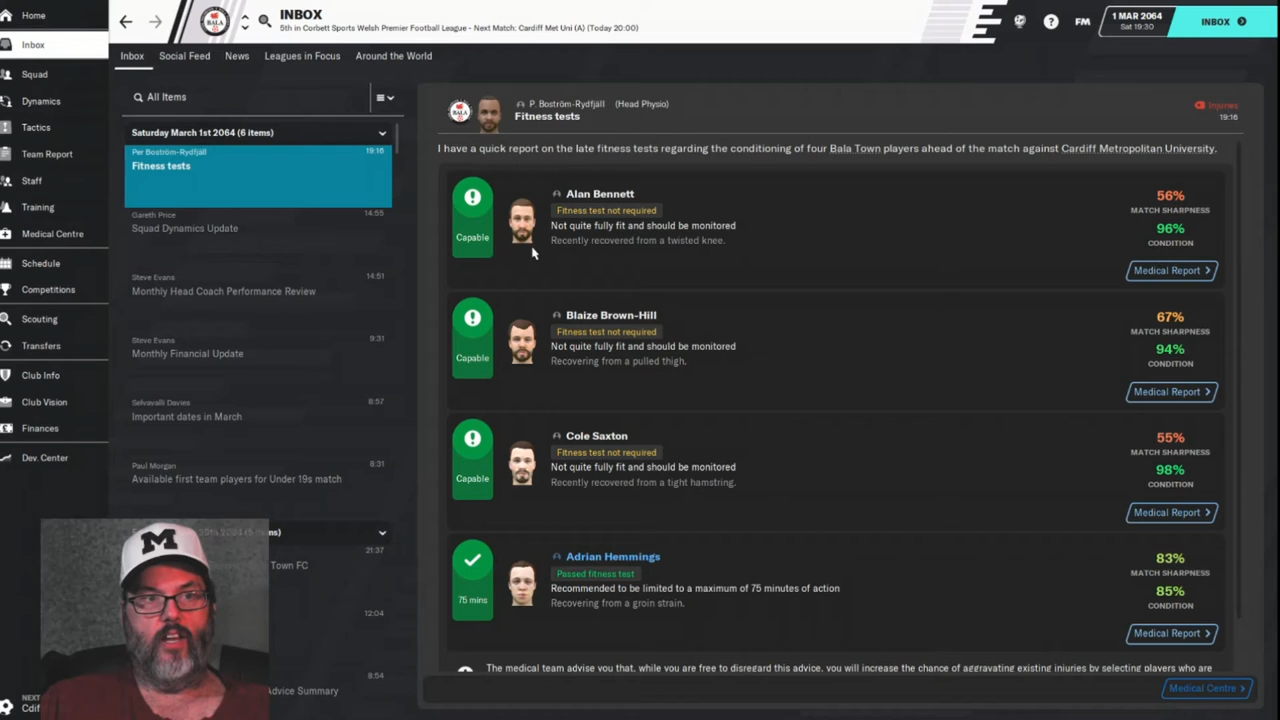 Home
Inbox
Squad
Dynamics
Tactics
Team Report
Staff
Training
Medical Centre
Schedule
Competitions
Scouting
Transfers
Club Info
Club Vision
Finances
Dev. Center
NEXT
Cdif
BALA
INBOX
5th in Corbett Sports Welsh Premier Football League - Next Match: Cardiff Met Uni (A) (Today 20:00)
FM
1 MAR 2064
Sat 19:30
INBOX
Inbox
Social Feed
News
Leagues in Focus
Around the World
All Items
Saturday March 1st 2064 (6 items)
Per Boström-Rydfjäll
19:16
Fitness tests
Gareth Price
14:55
Squad Dynamics Update
Steve Evans
14:51
Monthly Head Coach Performance Review
Steve Evans
9:31
Monthly Financial Update
Selvavalli Davies
8:57
Important dates in March
Paul Morgan
8:31
Available first team players for Under 19s match
21:37
Town FC
12:04
8:54
Advice Summary
M
BALA
P. Boström-Rydfjäll (Head Physio)
Fitness tests
Injuries
19:16
I have a quick report on the late fitness tests regarding the conditioning of four Bala Town players ahead of the match against Cardiff Metropolitan University.
Capable
Alan Bennett
Fitness test not required
Not quite fully fit and should be monitored
Recently recovered from a twisted knee.
56%
MATCH SHARPNESS
96%
CONDITION
Medical Report
Capable
Blaize Brown-Hill
Fitness test not required
Not quite fully fit and should be monitored
Recovering from a pulled thigh.
67%
MATCH SHARPNESS
94%
CONDITION
Medical Report
Capable
Cole Saxton
Fitness test not required
Not quite fully fit and should be monitored
Recently recovered from a tight hamstring.
55%
MATCH SHARPNESS
98%
CONDITION
Medical Report
75 mins
Adrian Hemmings
Passed fitness test
Recommended to be limited to a maximum of 75 minutes of action
Recovering from a groin strain.
83%
MATCH SHARPNESS
85%
CONDITION
Medical Report
The medical team advise you that, while you are free to disregard this advice, you will increase the chance of aggravating existing injuries by selecting players who are
Medical Centre